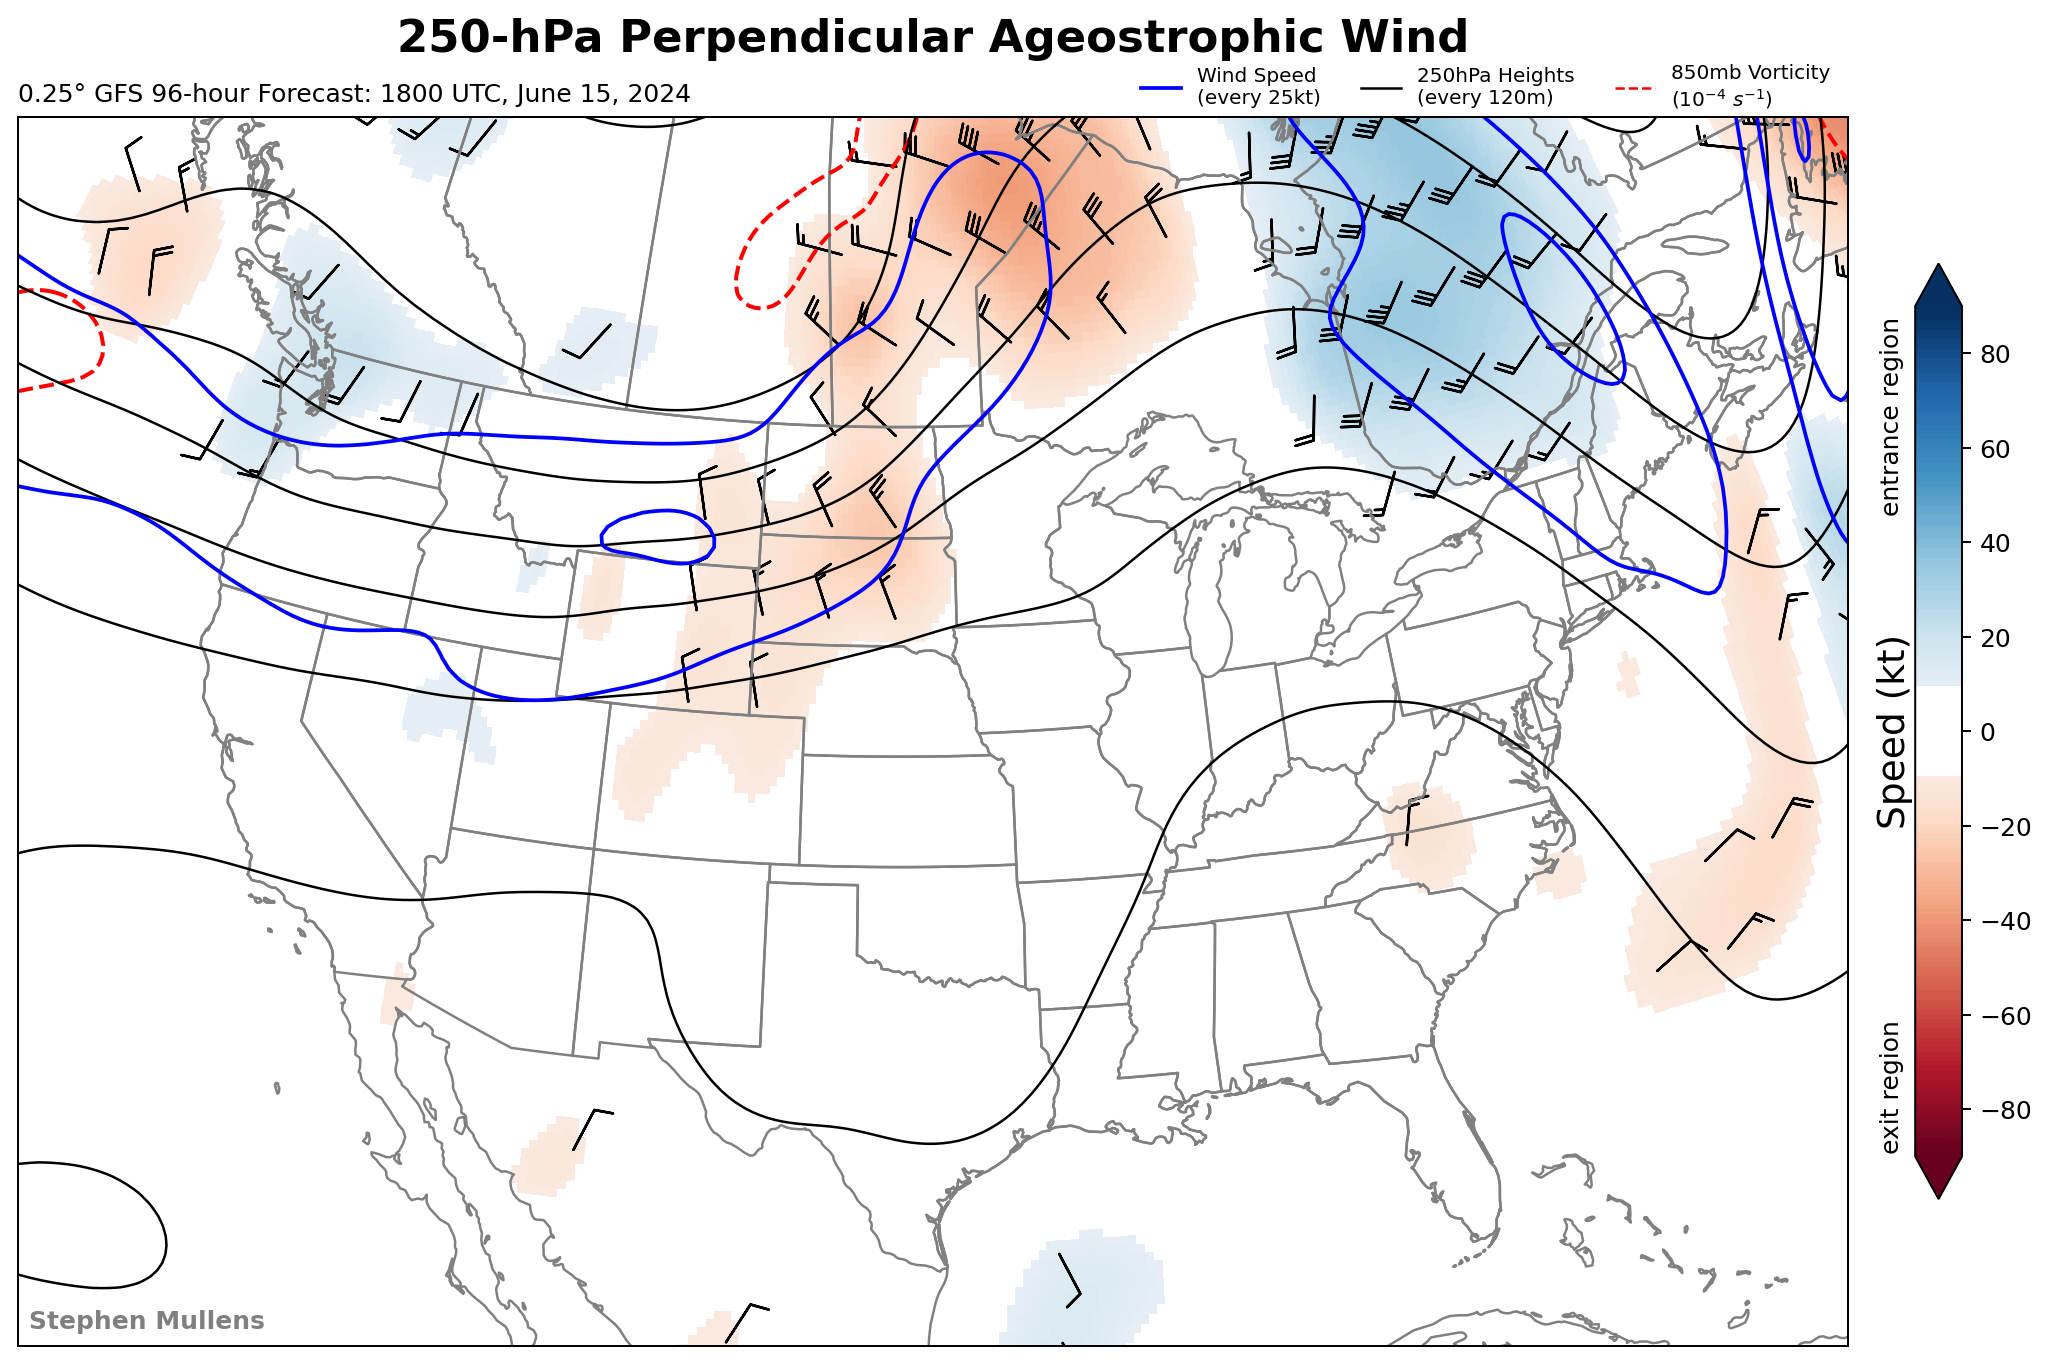 250-hPa Perpendicular Ageostrophic Wind
0.25° GFS 96-hour Forecast: 1800 UTC, June 15, 2024
Wind Speed
(every 25kt)
250hPa Heights
(every 120m)
850mb Vorticity
(10⁻⁴ s⁻¹)
entrance region
Speed (kt)
exit region
80
60
40
20
0
−20
−40
−60
−80
Stephen Mullens